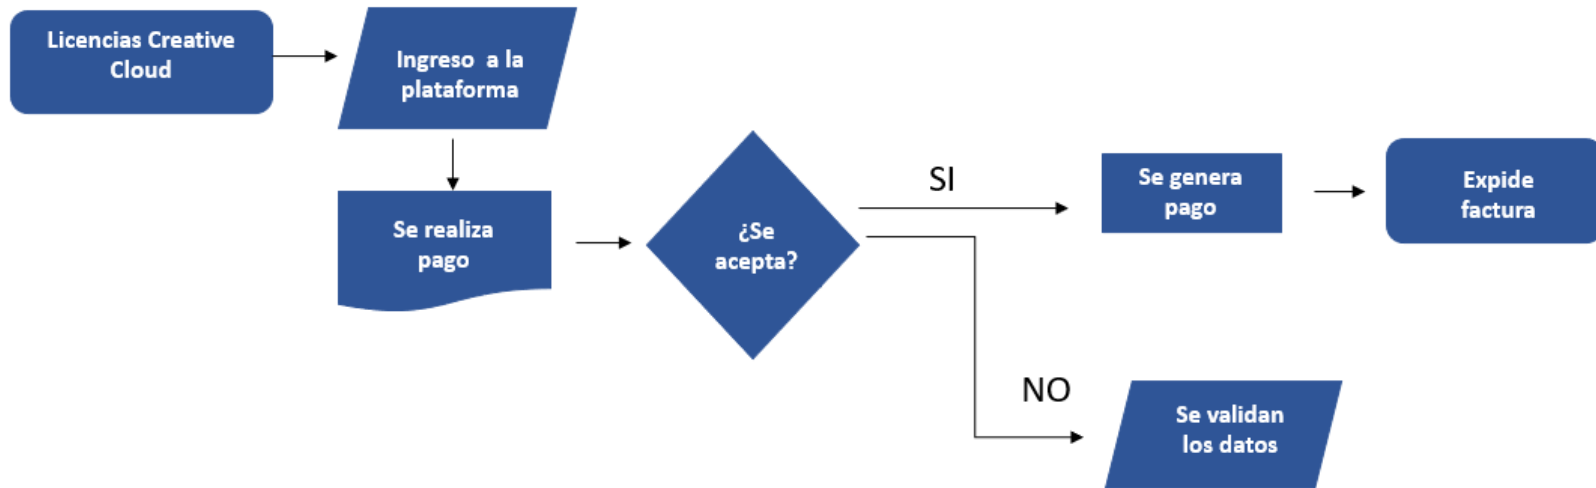 Licencias Creative
Cloud
Ingreso a la
plataforma
Se realiza
pago
¿Se
acepta?
SI
Se genera
pago
Expide
factura
NO
Se validan
los datos